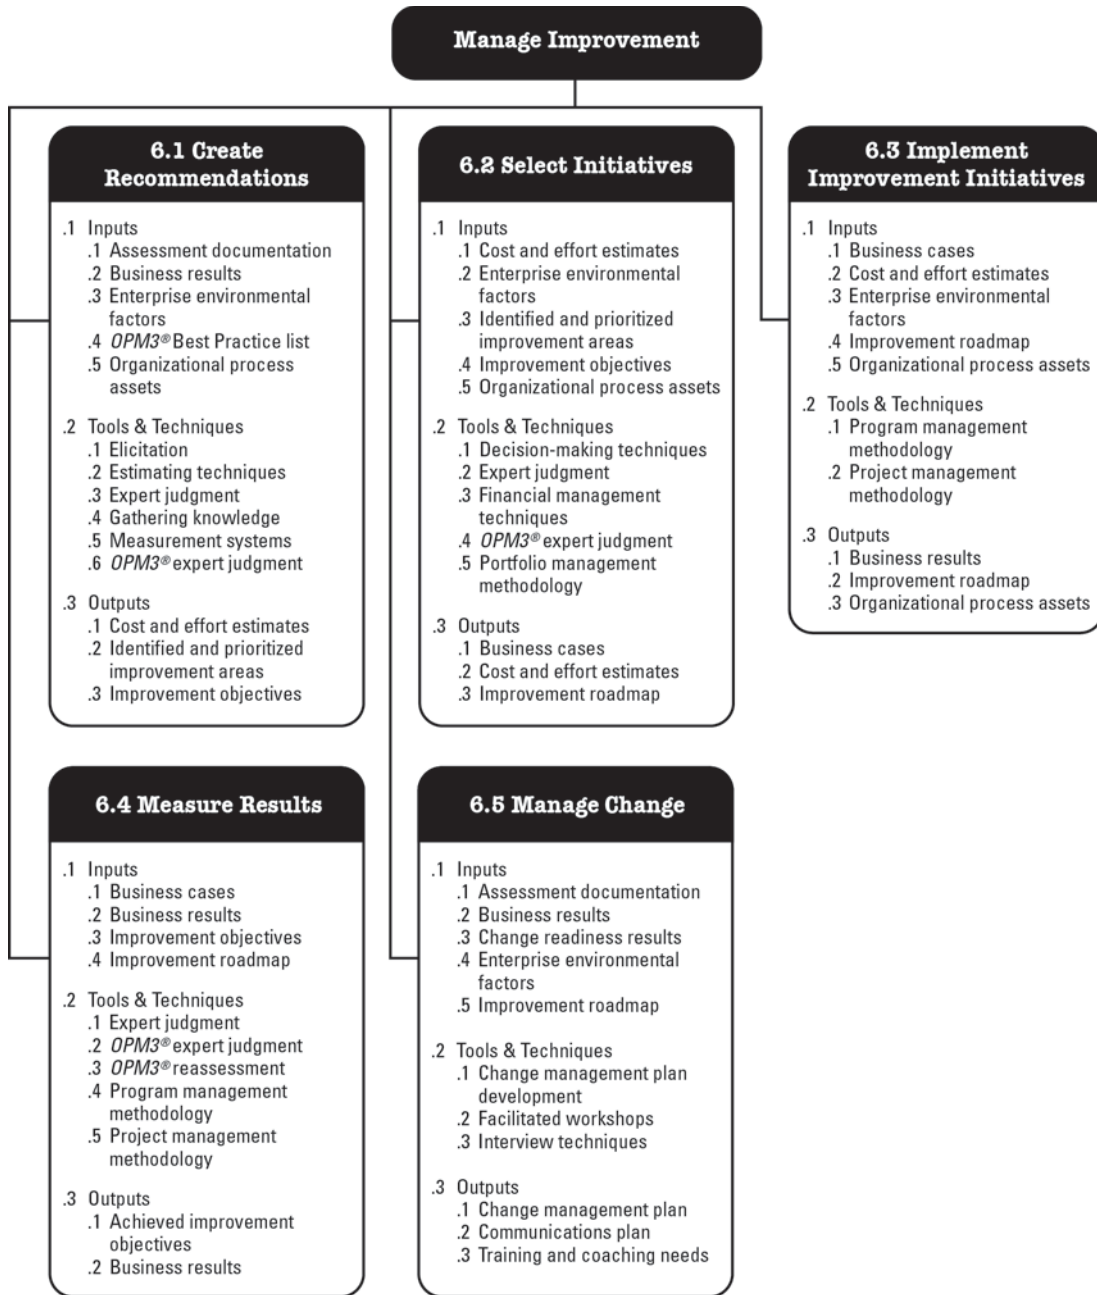 Manage Improvement
6.1 Create
Recommendations
.1 Inputs
.1 Assessment documentation
.2 Business results
.3 Enterprise environmental
factors
.4 OPM3® Best Practice list
.5 Organizational process
assets
.2 Tools & Techniques
.1 Elicitation
.2 Estimating techniques
.3 Expert judgment
.4 Gathering knowledge
.5 Measurement systems
.6 OPM3® expert judgment
.3 Outputs
.1 Cost and effort estimates
.2 Identified and prioritized
improvement areas
.3 Improvement objectives
6.2 Select Initiatives
.1 Inputs
.1 Cost and effort estimates
.2 Enterprise environmental
factors
.3 Identified and prioritized
improvement areas
.4 Improvement objectives
.5 Organizational process assets
.2 Tools & Techniques
.1 Decision-making techniques
.2 Expert judgment
.3 Financial management
techniques
.4 OPM3® expert judgment
.5 Portfolio management
methodology
.3 Outputs
.1 Business cases
.2 Cost and effort estimates
.3 Improvement roadmap
6.3 Implement
Improvement Initiatives
.1 Inputs
.1 Business cases
.2 Cost and effort estimates
.3 Enterprise environmental
factors
.4 Improvement roadmap
.5 Organizational process assets
.2 Tools & Techniques
.1 Program management
methodology
.2 Project management
methodology
.3 Outputs
.1 Business results
.2 Improvement roadmap
.3 Organizational process assets
6.4 Measure Results
.1 Inputs
.1 Business cases
.2 Business results
.3 Improvement objectives
.4 Improvement roadmap
.2 Tools & Techniques
.1 Expert judgment
.2 OPM3® expert judgment
.3 OPM3® reassessment
.4 Program management
methodology
.5 Project management
methodology
.3 Outputs
.1 Achieved improvement
objectives
.2 Business results
6.5 Manage Change
.1 Inputs
.1 Assessment documentation
.2 Business results
.3 Change readiness results
.4 Enterprise environmental
factors
.5 Improvement roadmap
.2 Tools & Techniques
.1 Change management plan
development
.2 Facilitated workshops
.3 Interview techniques
.3 Outputs
.1 Change management plan
.2 Communications plan
.3 Training and coaching needs